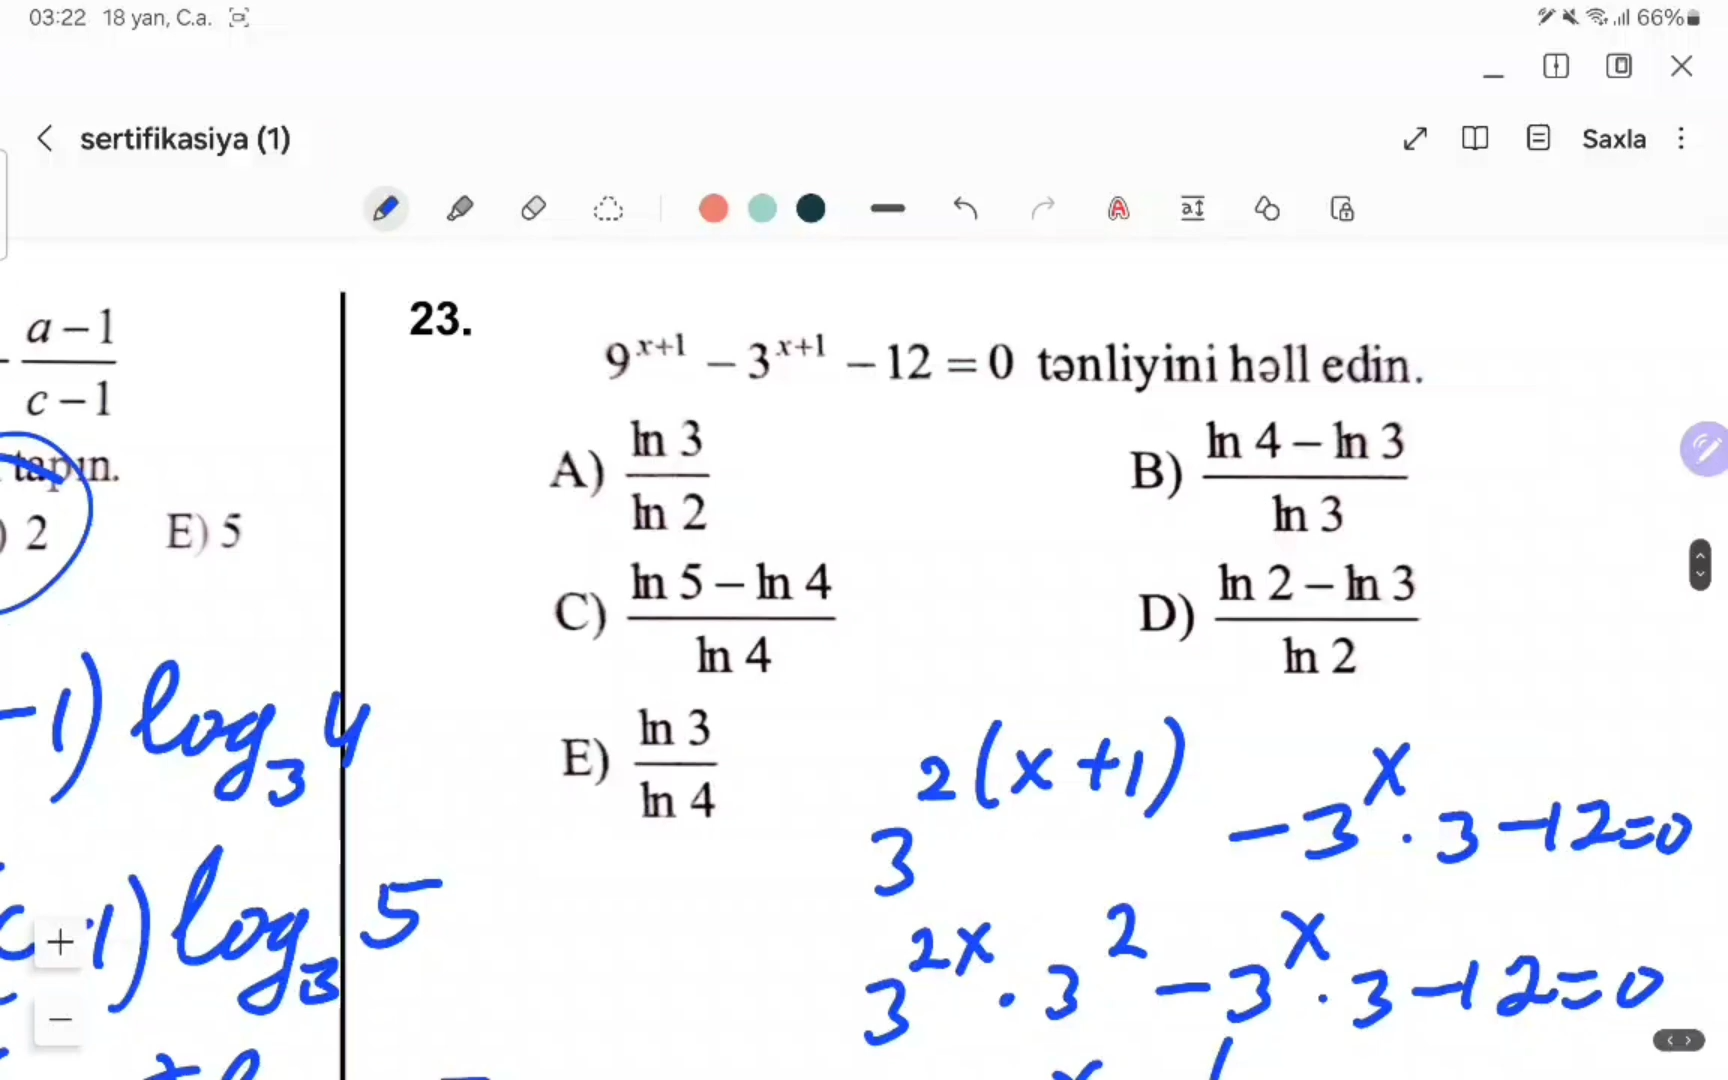 03:22 18 yan, C.a.
66%
sertifikasiya (1)
Saxla
a – 1
c – 1
tapın.
) 2 E) 5
–1) log₃ 4
1) log₃ 5
23.
9^{x+1} – 3^{x+1} – 12 = 0 tənliyini həll edin.
A) ln 3 / ln 2
B) (ln 4 – ln 3) / ln 3
C) (ln 5 – ln 4) / ln 4
D) (ln 2 – ln 3) / ln 2
E) ln 3 / ln 4
3^{2(x+1)} – 3^x · 3 – 12 = 0
3^{2x} · 3^2 – 3^x · 3 – 12 = 0